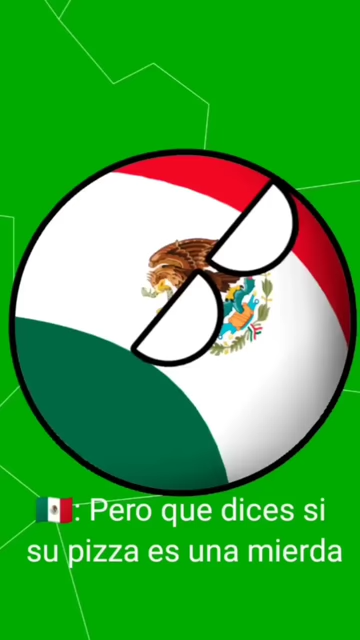 🇲🇽: Pero que dices si
su pizza es una mierda